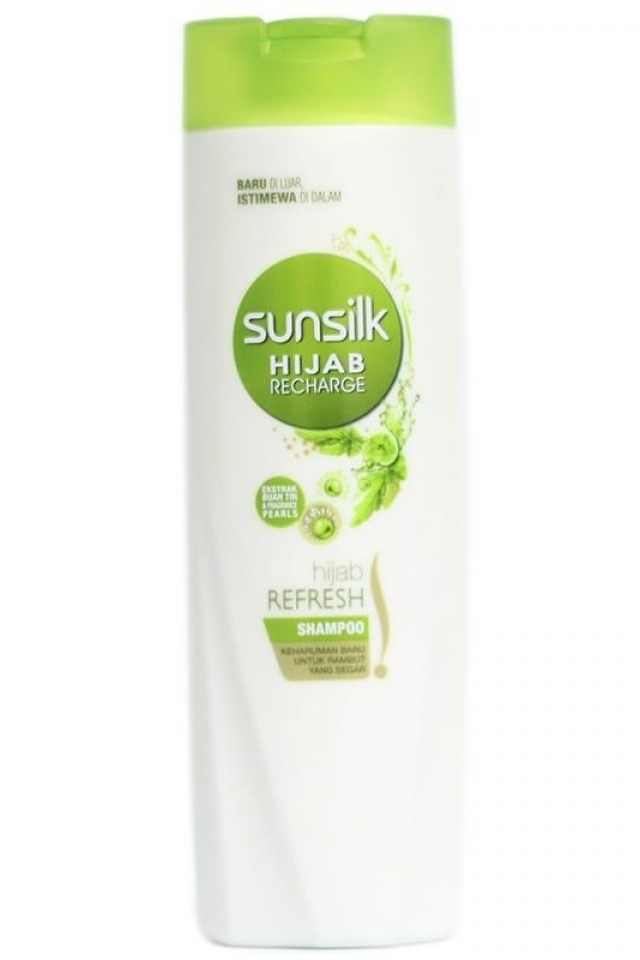 BARU DI LUAR,
ISTIMEWA DI DALAM
sunsilk
HIJAB
RECHARGE
EKSTRAK
BUAH TIN
& FRAGRANCE
PEARLS
hijab
REFRESH
SHAMPOO
KEHARUMAN BARU
UNTUK RAMBUT
YANG SEGAR